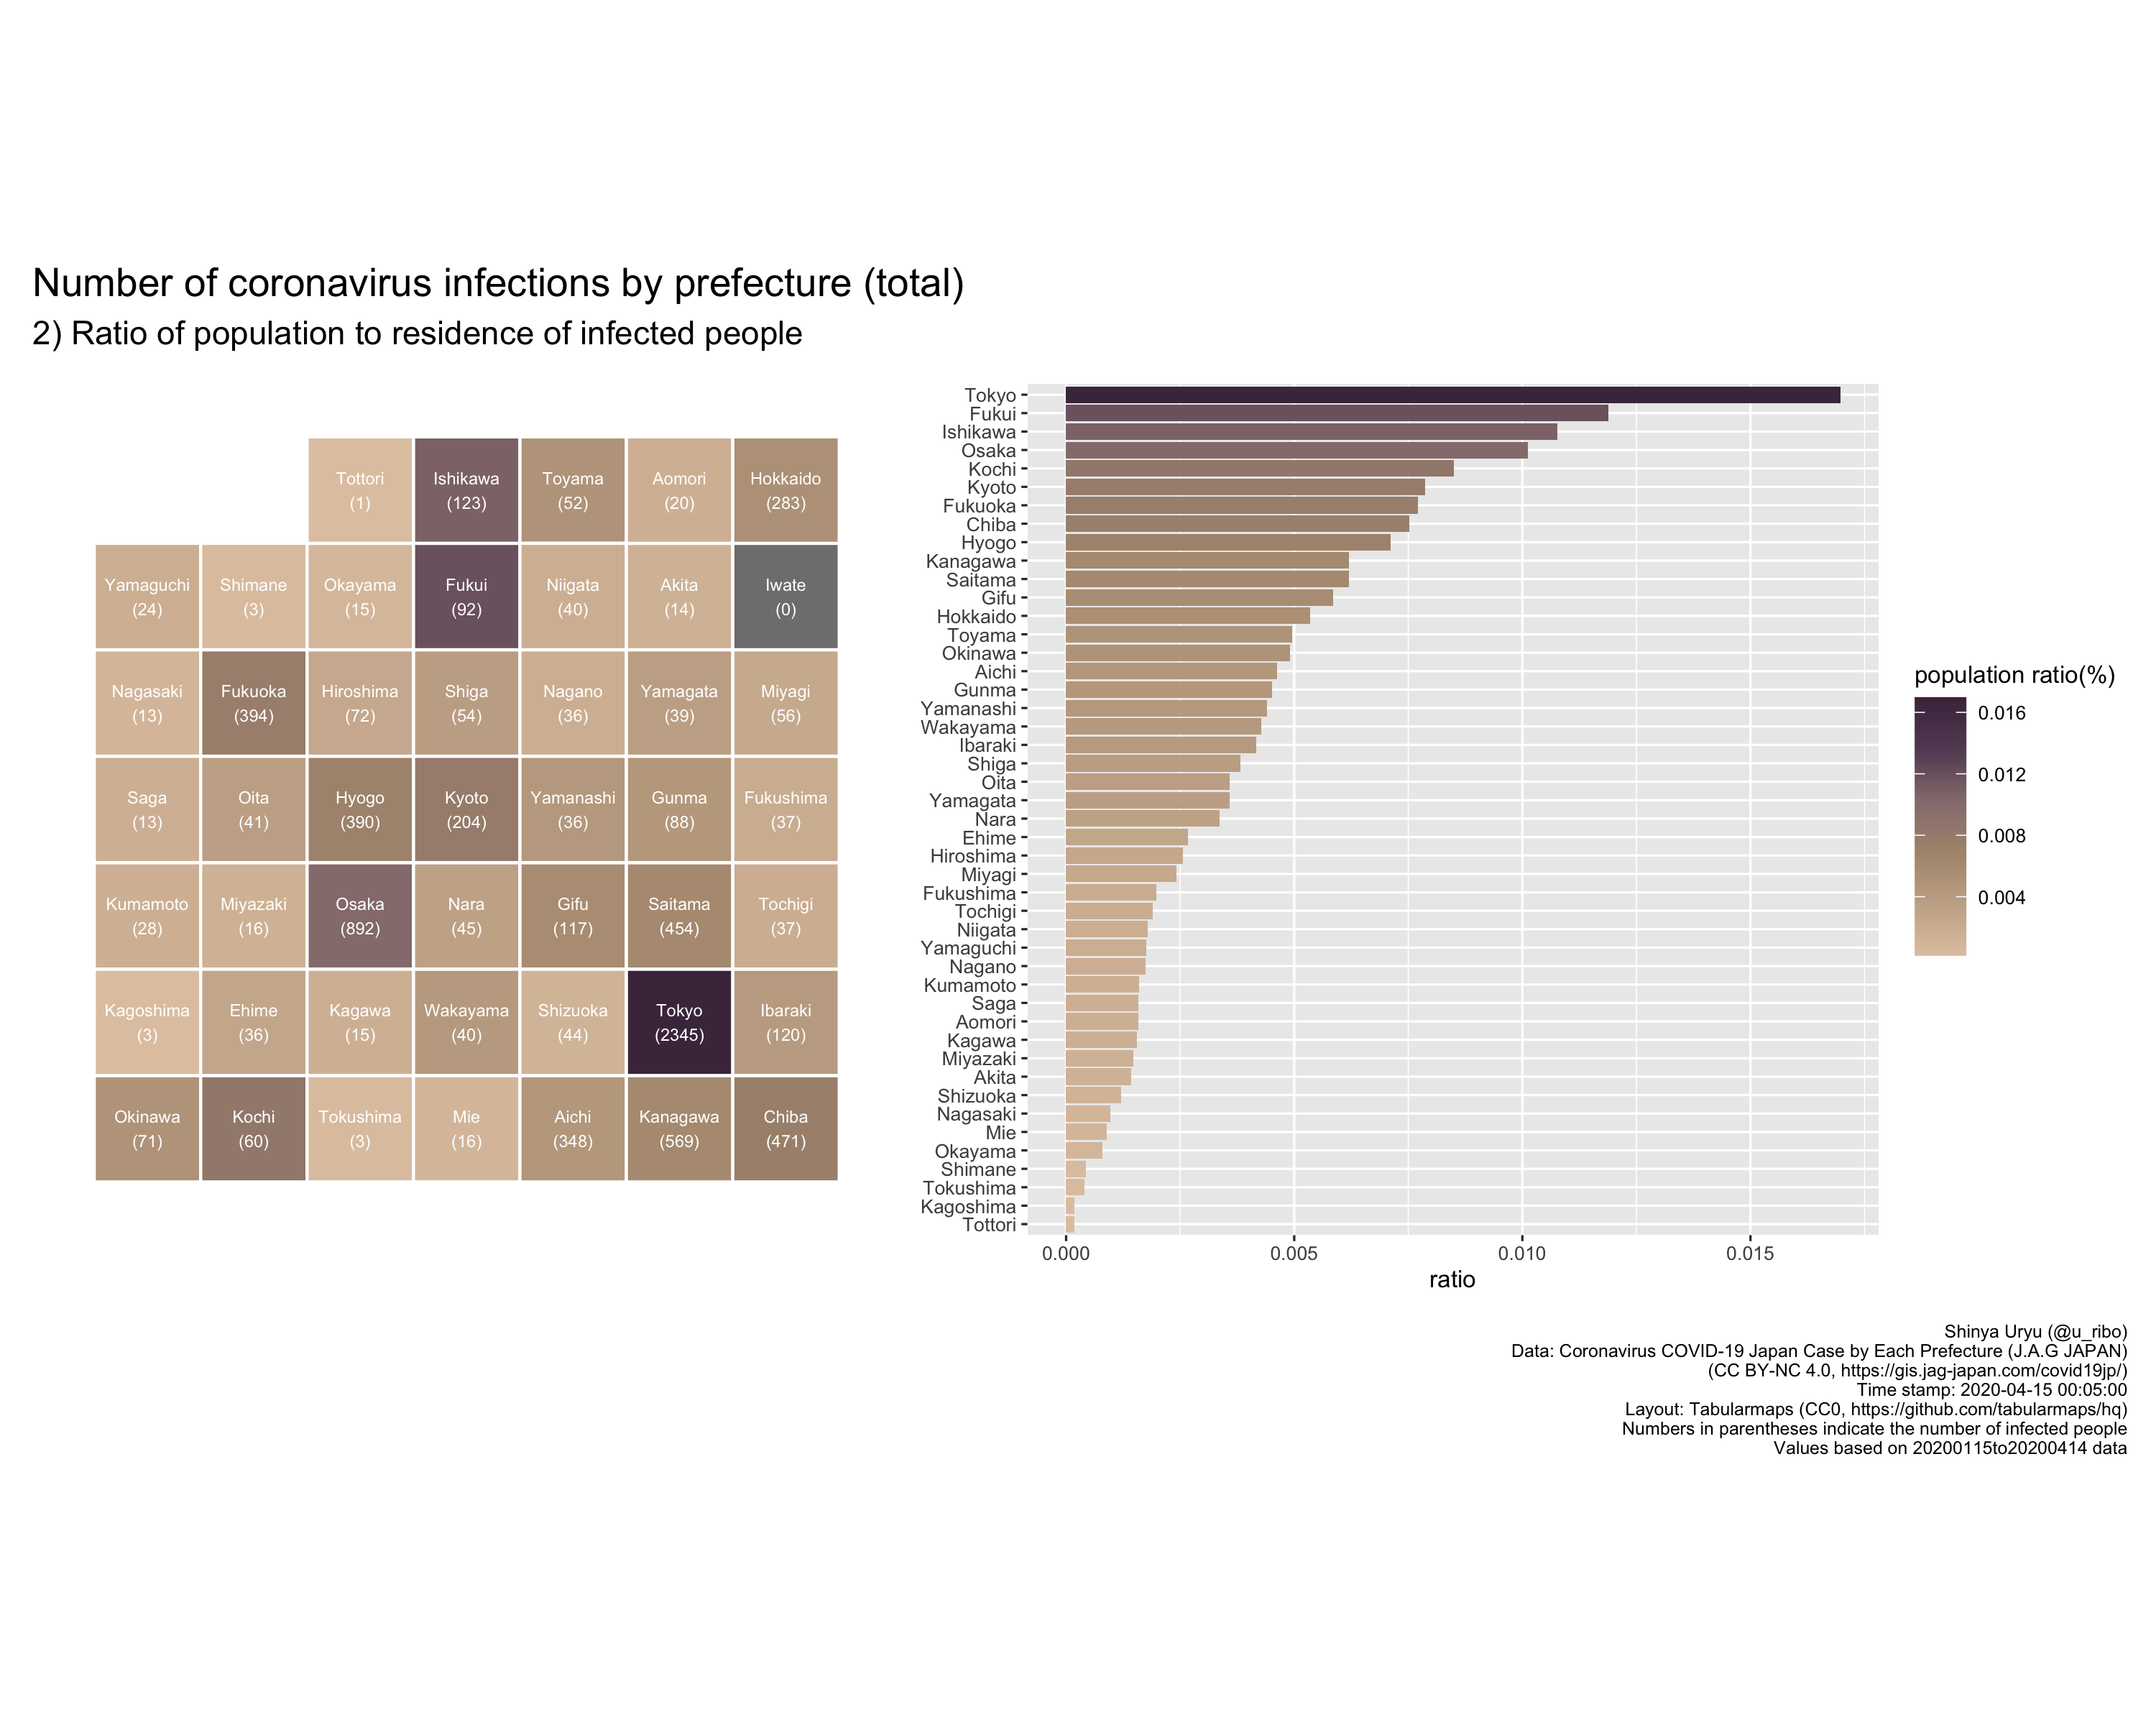 Number of coronavirus infections by prefecture (total)
2) Ratio of population to residence of infected people
Tottori
(1)
Ishikawa
(123)
Toyama
(52)
Aomori
(20)
Hokkaido
(283)
Yamaguchi
(24)
Shimane
(3)
Okayama
(15)
Fukui
(92)
Niigata
(40)
Akita
(14)
Iwate
(0)
Nagasaki
(13)
Fukuoka
(394)
Hiroshima
(72)
Shiga
(54)
Nagano
(36)
Yamagata
(39)
Miyagi
(56)
Saga
(13)
Oita
(41)
Hyogo
(390)
Kyoto
(204)
Yamanashi
(36)
Gunma
(88)
Fukushima
(37)
Kumamoto
(28)
Miyazaki
(16)
Osaka
(892)
Nara
(45)
Gifu
(117)
Saitama
(454)
Tochigi
(37)
Kagoshima
(3)
Ehime
(36)
Kagawa
(15)
Wakayama
(40)
Shizuoka
(44)
Tokyo
(2345)
Ibaraki
(120)
Okinawa
(71)
Kochi
(60)
Tokushima
(3)
Mie
(16)
Aichi
(348)
Kanagawa
(569)
Chiba
(471)
Tokyo
Fukui
Ishikawa
Osaka
Kochi
Kyoto
Fukuoka
Chiba
Hyogo
Kanagawa
Saitama
Gifu
Hokkaido
Toyama
Okinawa
Aichi
Gunma
Yamanashi
Wakayama
Ibaraki
Shiga
Oita
Yamagata
Nara
Ehime
Hiroshima
Miyagi
Fukushima
Tochigi
Niigata
Yamaguchi
Nagano
Kumamoto
Saga
Aomori
Kagawa
Miyazaki
Akita
Shizuoka
Nagasaki
Mie
Okayama
Shimane
Tokushima
Kagoshima
Tottori
0.000 0.005 0.010 0.015
ratio
population ratio(%)
0.016
0.012
0.008
0.004
Shinya Uryu (@u_ribo)
Data: Coronavirus COVID-19 Japan Case by Each Prefecture (J.A.G JAPAN)
(CC BY-NC 4.0, https://gis.jag-japan.com/covid19jp/)
Time stamp: 2020-04-15 00:05:00
Layout: Tabularmaps (CC0, https://github.com/tabularmaps/hq)
Numbers in parentheses indicate the number of infected people
Values based on 20200115to20200414 data